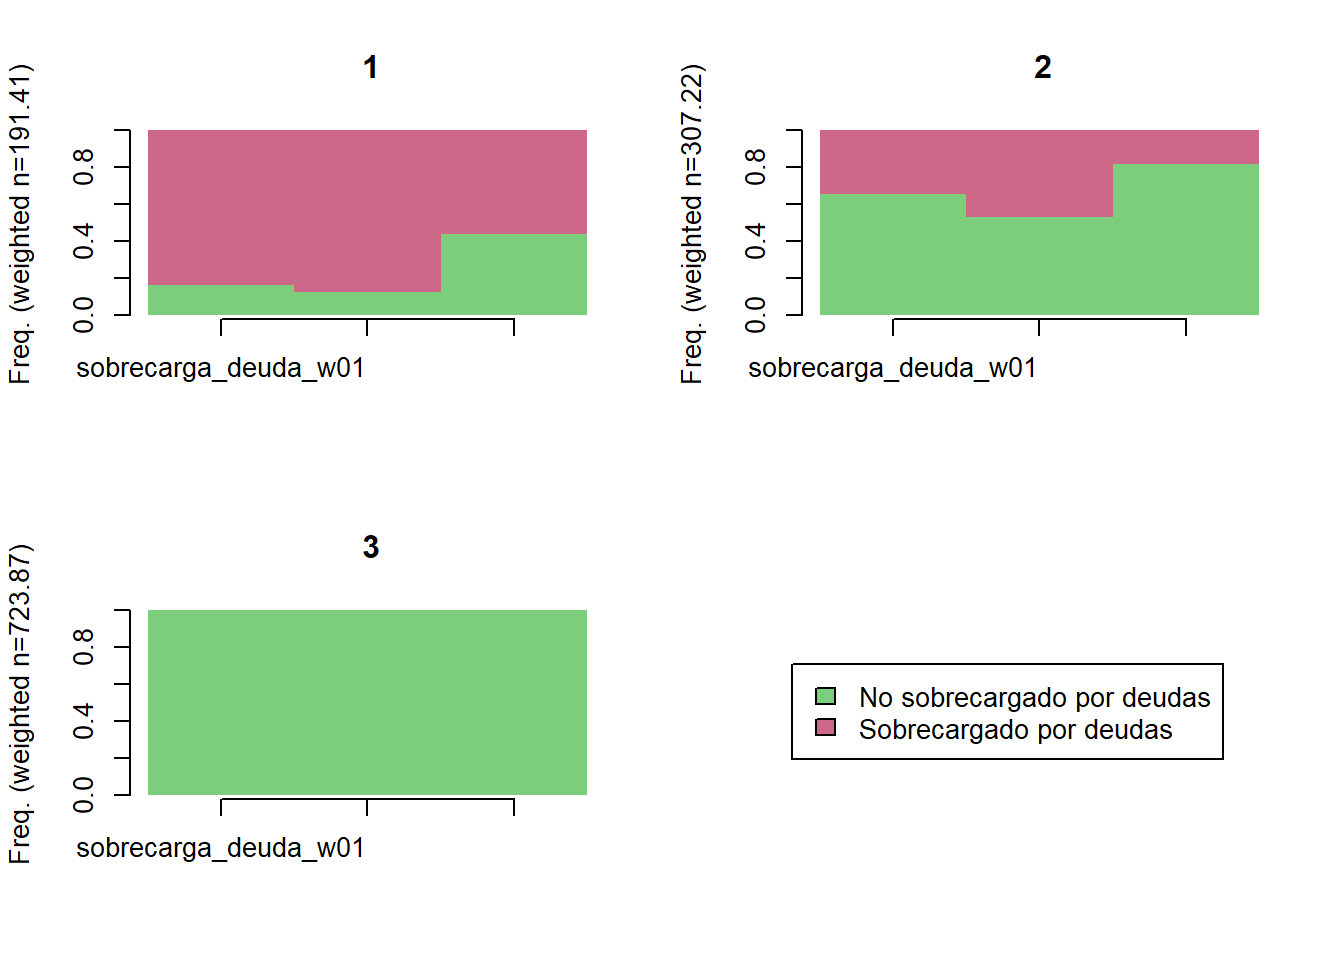 1
Freq. (weighted n=191.41)
0.8
0.4
0.0
sobrecarga_deuda_w01
2
Freq. (weighted n=307.22)
0.8
0.4
0.0
sobrecarga_deuda_w01
3
Freq. (weighted n=723.87)
0.8
0.4
0.0
sobrecarga_deuda_w01
No sobrecargado por deudas
Sobrecargado por deudas